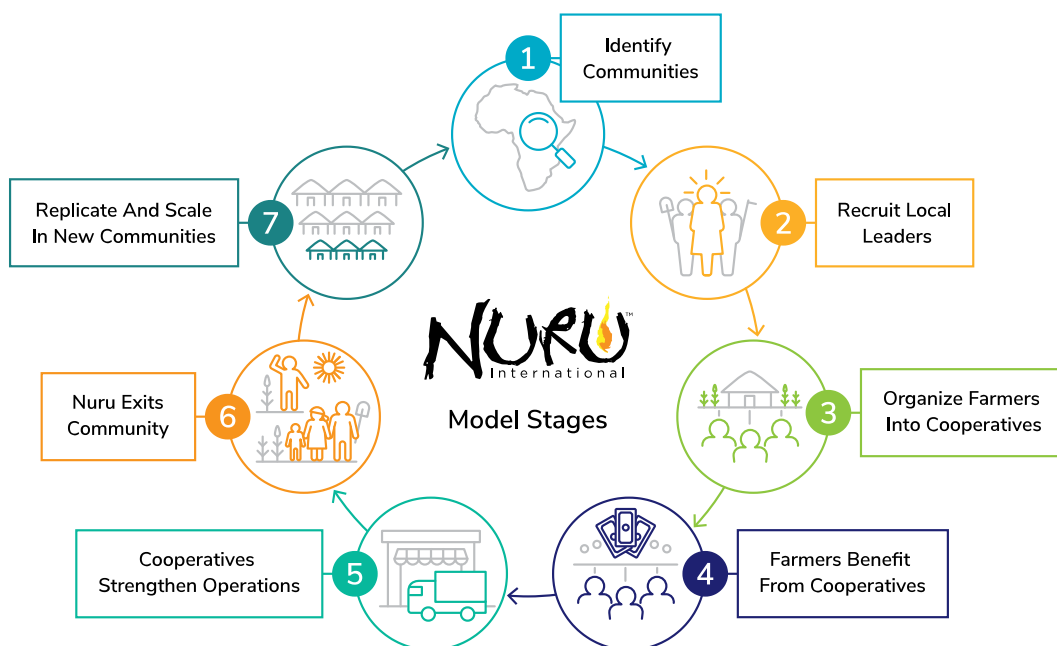 1
Identify
Communities
2
Recruit Local
Leaders
3
Organize Farmers
Into Cooperatives
4
Farmers Benefit
From Cooperatives
5
Cooperatives
Strengthen Operations
6
Nuru Exits
Community
7
Replicate And Scale
In New Communities
NURU™
International
Model Stages